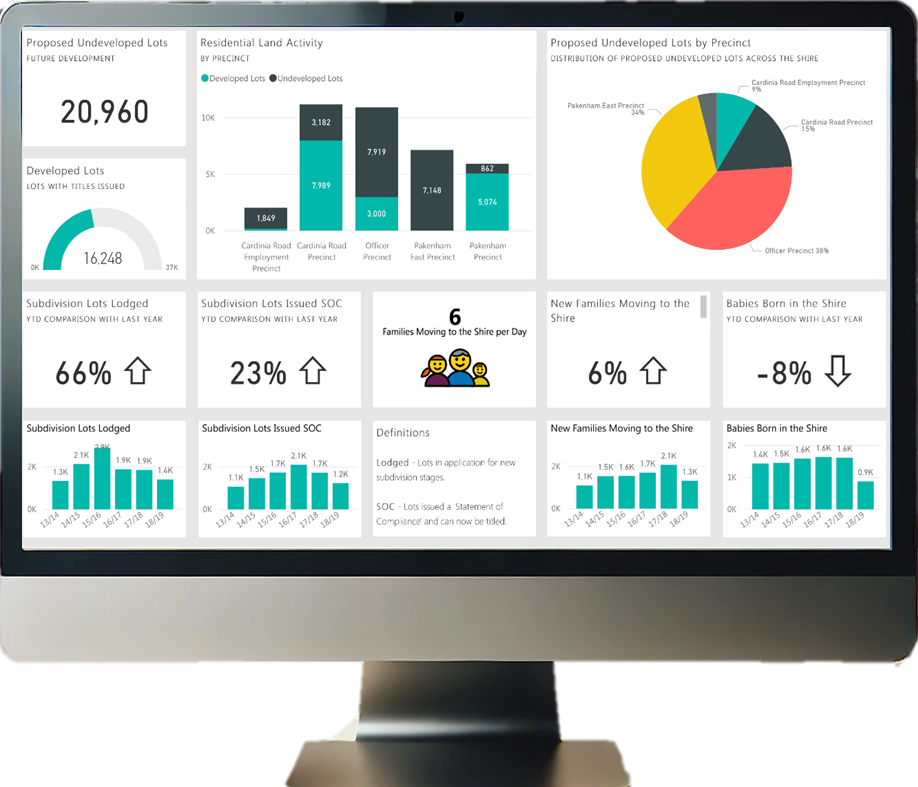 Proposed Undeveloped Lots
FUTURE DEVELOPMENT
20,960
Developed Lots
LOTS WITH TITLES ISSUED
16,248
0K
37K
Residential Land Activity
BY PRECINCT
Developed Lots Undeveloped Lots
10K
5K
0K
1,849
3,182
7,989
7,919
3,000
7,148
862
5,074
Cardinia Road
Employment
Precinct
Cardinia Road
Precinct
Officer
Precinct
Pakenham
East Precinct
Pakenham
Precinct
Proposed Undeveloped Lots by Precinct
DISTRIBUTION OF PROPOSED UNDEVELOPED LOTS ACROSS THE SHIRE
Cardinia Road Employment Precinct
9%
Cardinia Road Precinct
15%
Pakenham East Precinct
34%
Officer Precinct 38%
Subdivision Lots Lodged
YTD COMPARISON WITH LAST YEAR
66%
Subdivision Lots Issued SOC
YTD COMPARISON WITH LAST YEAR
23%
6
Families Moving to the Shire per Day
New Families Moving to the
Shire
6%
Babies Born in the Shire
YTD COMPARISON WITH LAST YEAR
-8%
Subdivision Lots Lodged
2K
0K
1.3K
2.1K
2.9K
1.9K
1.9K
1.4K
13/14
14/15
15/16
16/17
17/18
18/19
Subdivision Lots Issued SOC
2K
0K
1.1K
1.5K
1.7K
2.1K
1.7K
1.2K
13/14
14/15
15/16
16/17
17/18
18/19
Definitions
Lodged - Lots in application for new
subdivision stages.
SOC - Lots issued a 'Statement of
Compliance' and can now be titled.
New Families Moving to the Shire
2K
0K
1.1K
1.5K
1.6K
1.7K
2.1K
1.3K
13/14
14/15
15/16
16/17
17/18
18/19
Babies Born in the Shire
2K
1K
0K
1.4K
1.5K
1.6K
1.6K
1.6K
0.9K
13/14
14/15
15/16
16/17
17/18
18/19